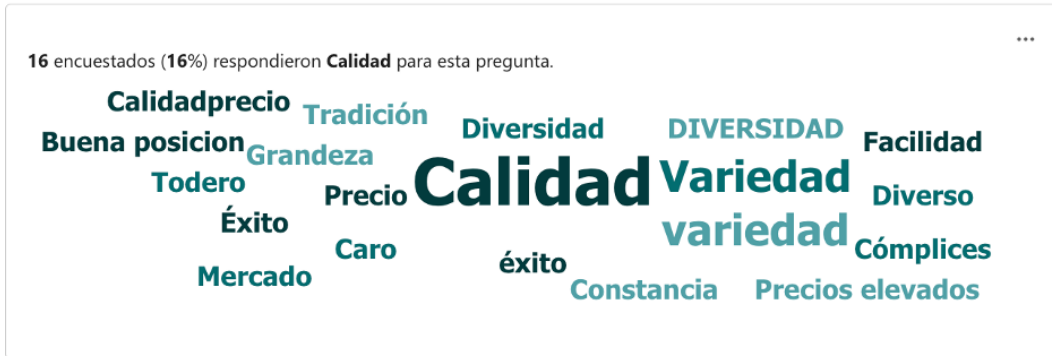 16 encuestados (16%) respondieron Calidad para esta pregunta.
Calidadprecio
Tradición
Diversidad
DIVERSIDAD
Facilidad
Buena posicion
Grandeza
Calidad
Variedad
Todero
Precio
Diverso
Éxito
variedad
Caro
éxito
Cómplices
Mercado
Constancia
Precios elevados